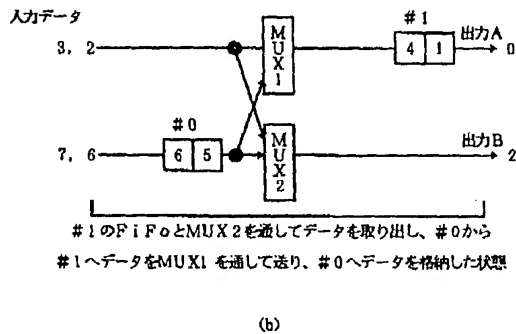 入力データ
#1
MUX1
4 1
出力A
3, 2
0
#0
6 5
7, 6
MUX2
出力B
2
#1のFiFoとMUX2を通してデータを取り出し、#0から
#1へデータをMUX1を通して送り、#0へデータを格納した状態
(b)